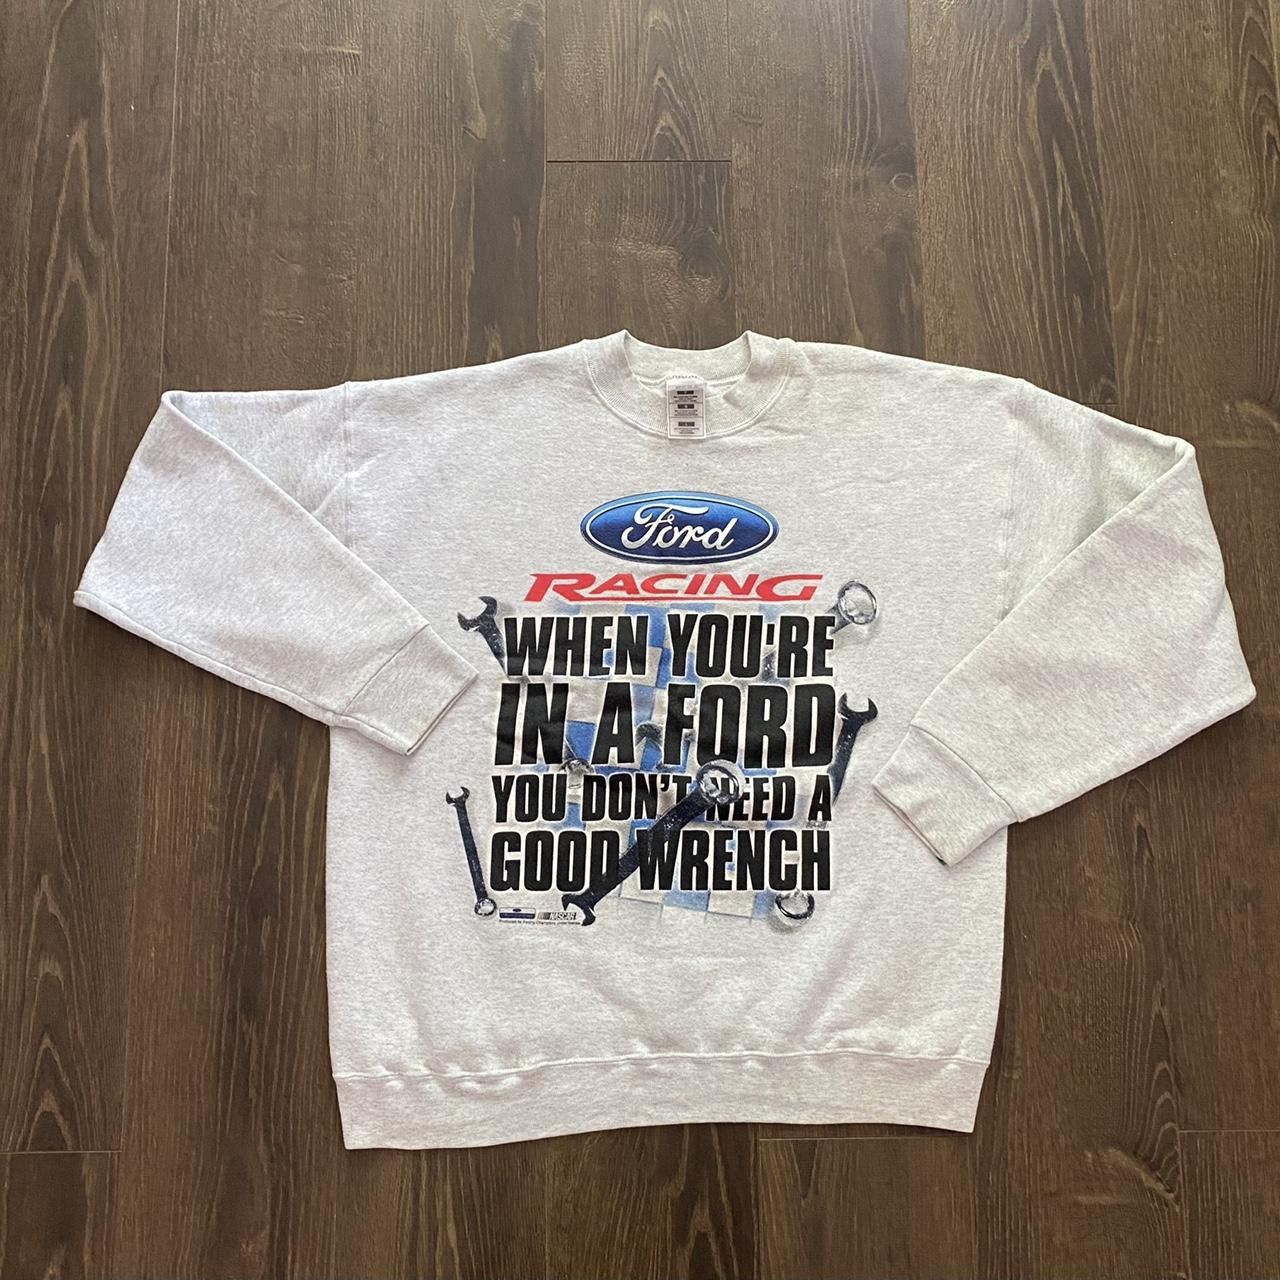 Ford
RACING
WHEN YOU'RE
IN A FORD
YOU DON'T NEED A
GOOD WRENCH
NASCAR